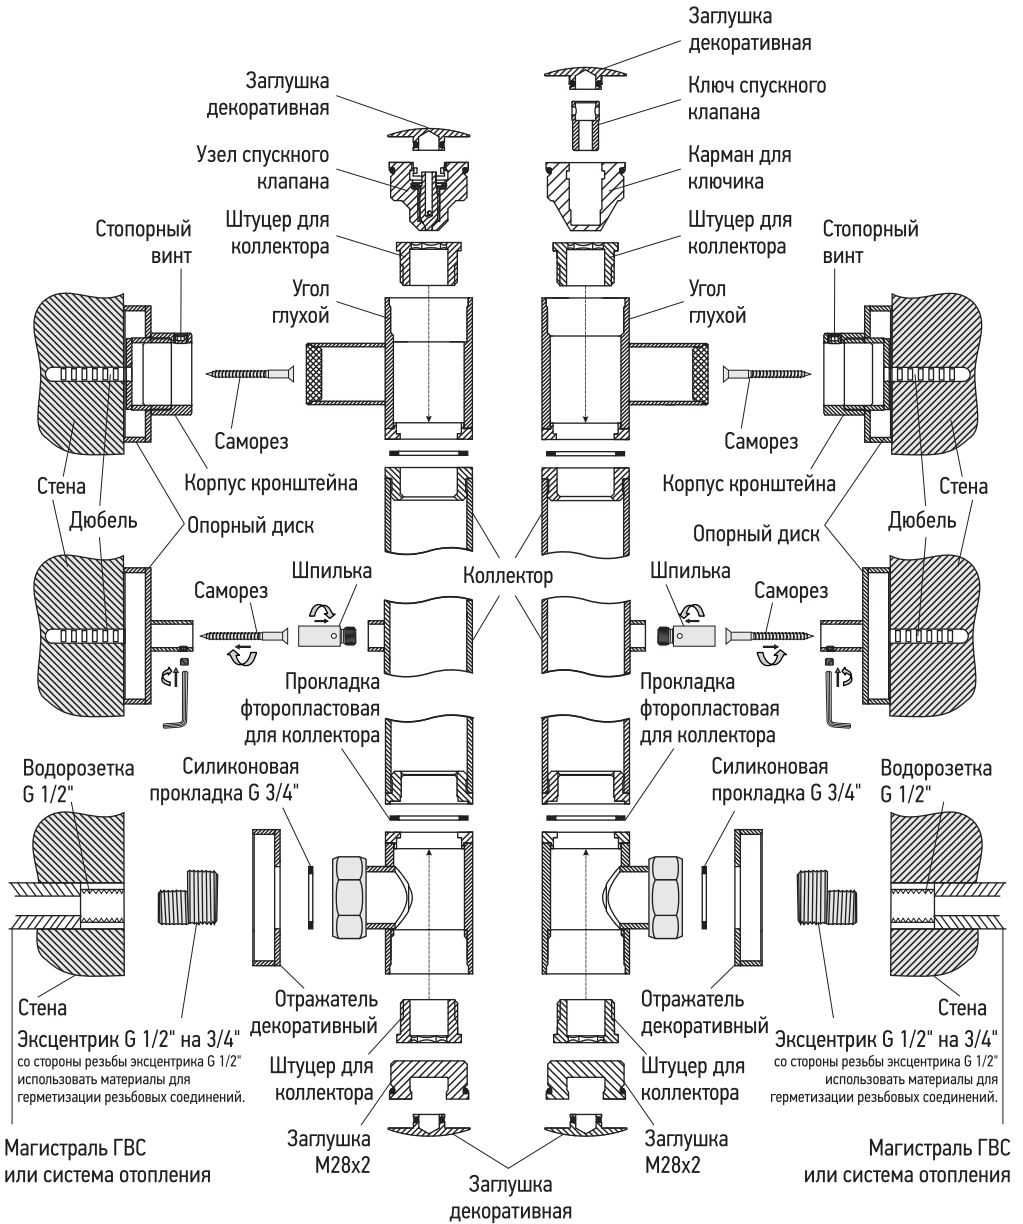 Заглушка
декоративная
Ключ спускного
клапана
Карман для
ключика
Штуцер для
коллектора
Угол
глухой
Стопорный
винт
Заглушка
декоративная
Узел спускного
клапана
Штуцер для
коллектора
Угол
глухой
Стопорный
винт
Саморез
Саморез
Корпус кронштейна
Корпус кронштейна
Стена
Стена
Дюбель
Дюбель
Опорный диск
Опорный диск
Шпилька
Коллектор
Шпилька
Саморез
Саморез
Прокладка
фторопластовая
для коллектора
Прокладка
фторопластовая
для коллектора
Водорозетка
G 1/2"
Силиконовая
прокладка G 3/4"
Силиконовая
прокладка G 3/4"
Водорозетка
G 1/2"
Стена
Отражатель
декоративный
Отражатель
декоративный
Стена
Эксцентрик G 1/2" на 3/4"
со стороны резьбы эксцентрика G 1/2"
использовать материалы для
герметизации резьбовых соединений.
Штуцер для
коллектора
Штуцер для
коллектора
Эксцентрик G 1/2" на 3/4"
со стороны резьбы эксцентрика G 1/2"
использовать материалы для
герметизации резьбовых соединений.
Магистраль ГВС
или система отопления
Заглушка
М28х2
Заглушка
М28х2
Магистраль ГВС
или система отопления
Заглушка
декоративная